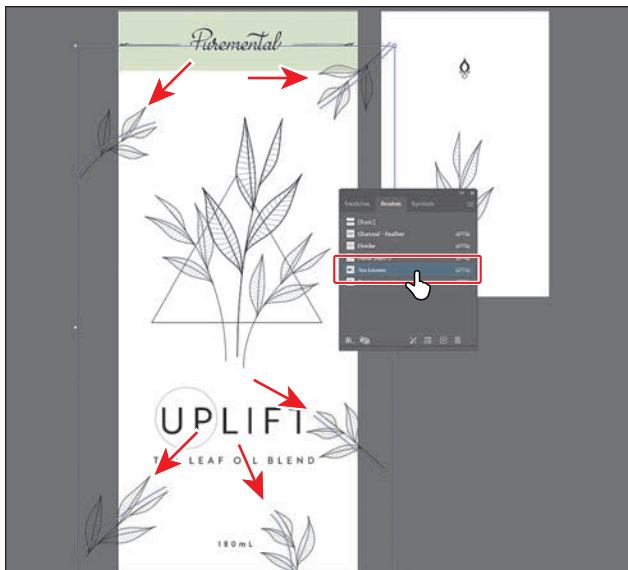 Puremental
Swatches Brushes Symbols
[Basic]
Charcoal - Feather
Divider
Tea Leaves
UPLIFT
LEAF O L BLEND
180mL